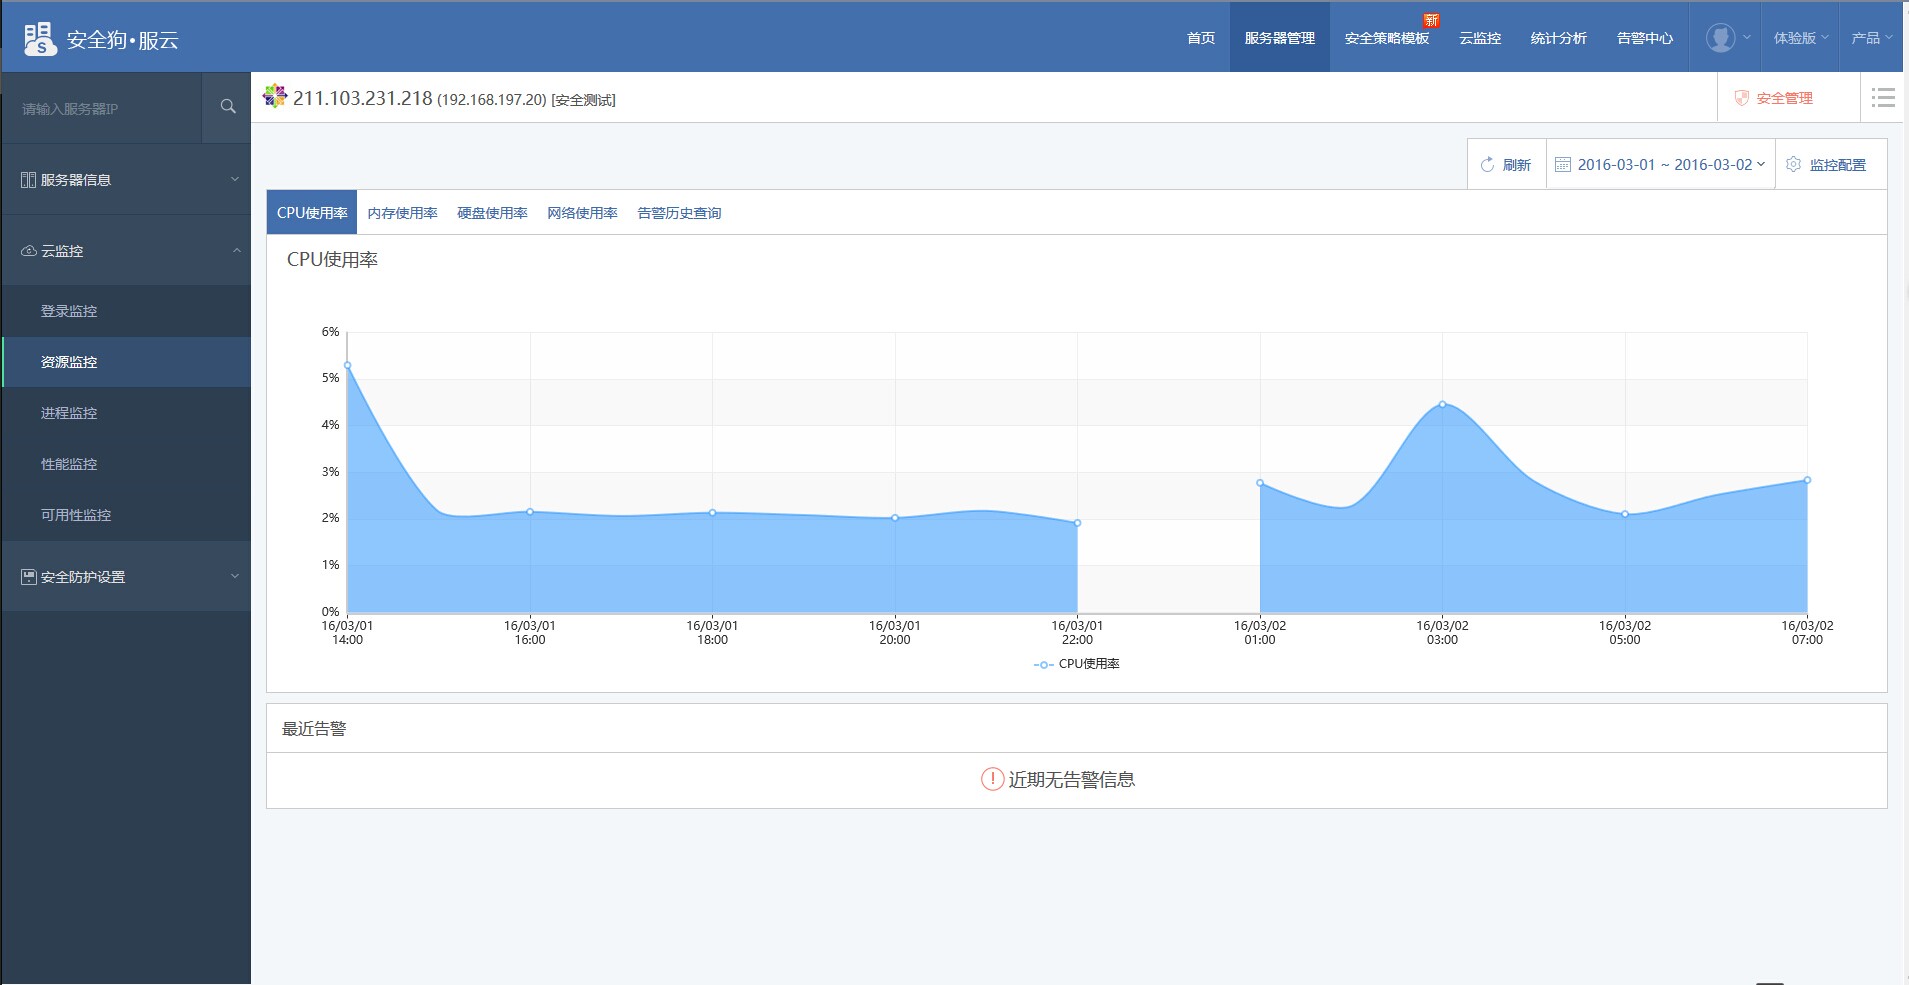 安全狗•服云
首页 服务器管理 安全策略模板 新 云监控 统计分析 告警中心 体验版 产品
请输入服务器IP
211.103.231.218 (192.168.197.20) [安全测试]
安全管理
服务器信息
云监控
登录监控
资源监控
进程监控
性能监控
可用性监控
安全防护设置
刷新 2016-03-01 ~ 2016-03-02 监控配置
CPU使用率 内存使用率 硬盘使用率 网络使用率 告警历史查询
CPU使用率
6%
5%
4%
3%
2%
1%
0%
16/03/01 16/03/01 16/03/01 16/03/01 16/03/01 16/03/02 16/03/02 16/03/02 16/03/02
14:00 16:00 18:00 20:00 22:00 01:00 03:00 05:00 07:00
CPU使用率
最近告警
近期无告警信息